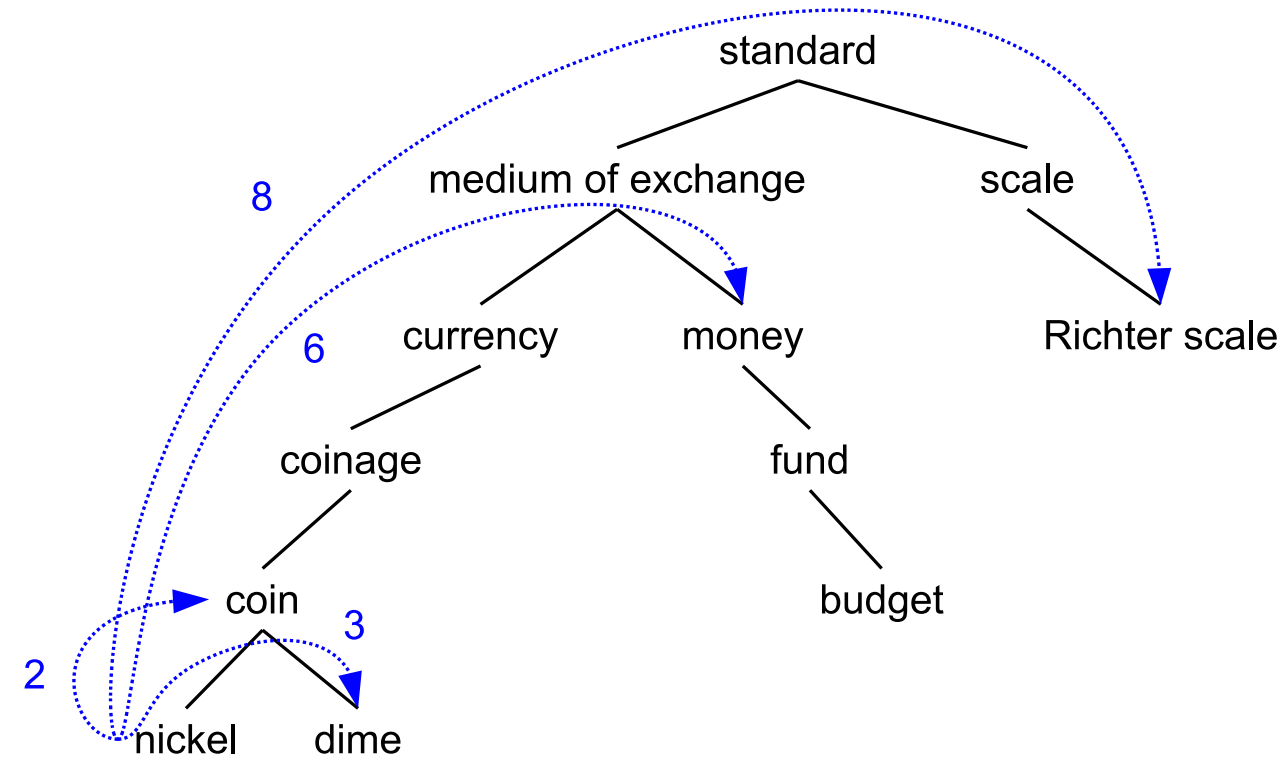 standard
8
medium of exchange
scale
6
currency
money
Richter scale
coinage
fund
coin
3
budget
2
nickel
dime